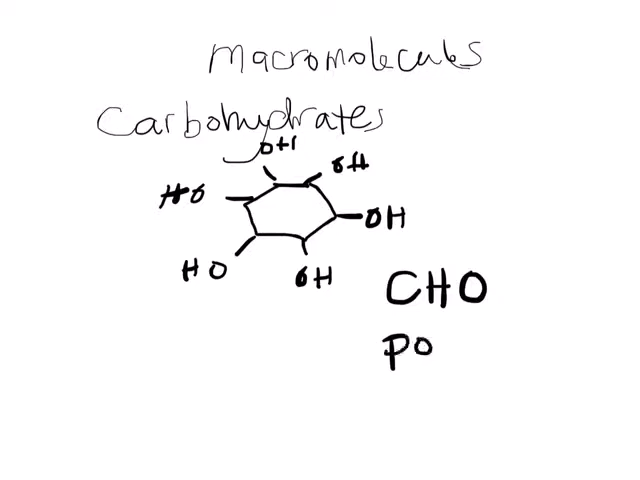 Macromolecules
Carbohydrates
OH
OH
HO
OH
HO
OH
CHO
PO